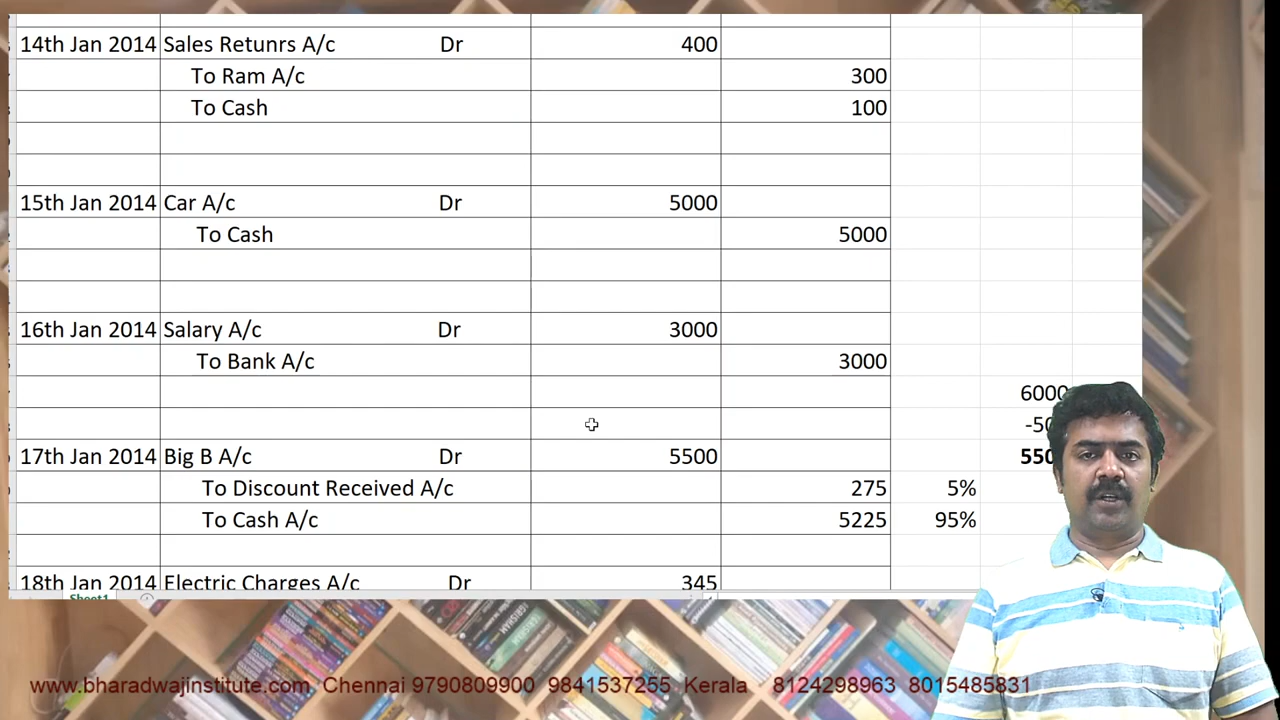 14th Jan 2014 Sales Retunrs A/c Dr 400
To Ram A/c 300
To Cash 100
15th Jan 2014 Car A/c Dr 5000
To Cash 5000
16th Jan 2014 Salary A/c Dr 3000
To Bank A/c 3000
6000
17th Jan 2014 Big B A/c Dr 5500
To Discount Received A/c 275 5%
To Cash A/c 5225 95%
18th Jan 2014 Electric Charges A/c Dr 345
Sheet1
www.bharadwajinstitute.com Chennai 9790809900 9841537255 Kerala 8124298963 8015485831